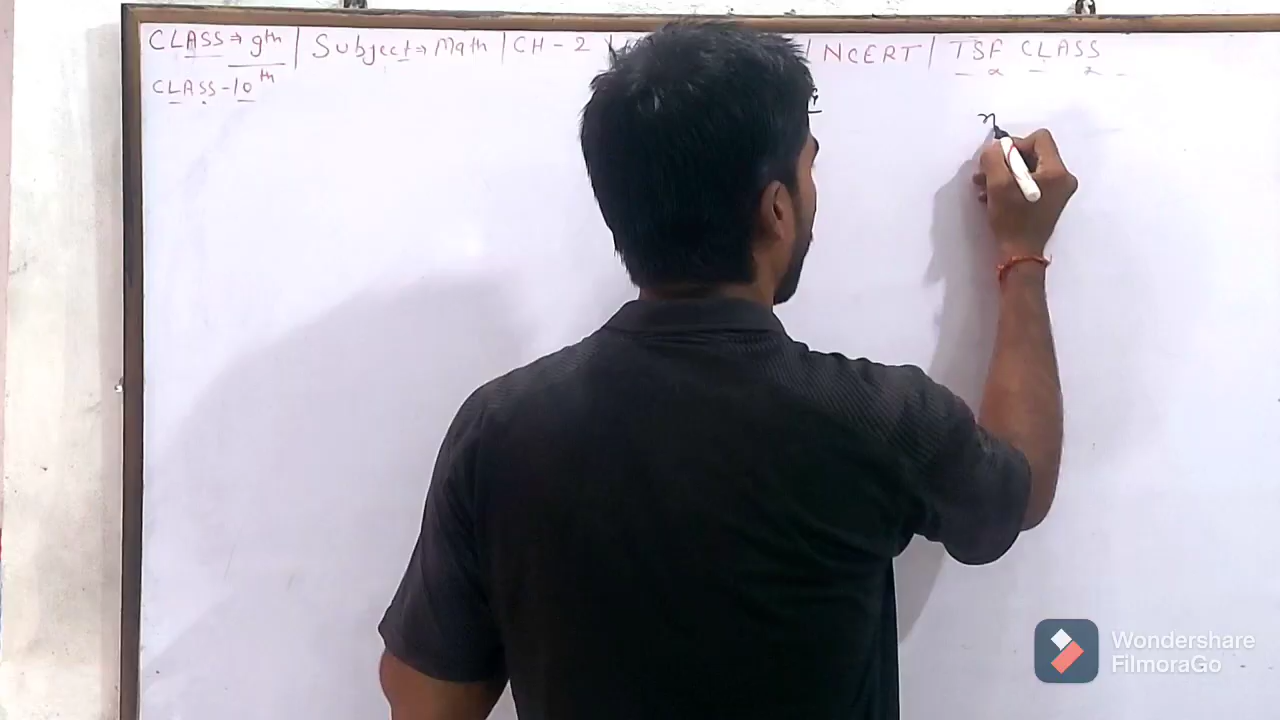 CLASS→9th | Subject→Math | CH-2 | NCERT | TSF CLASS
CLASS-10th
x
Wondershare
FilmoraGo